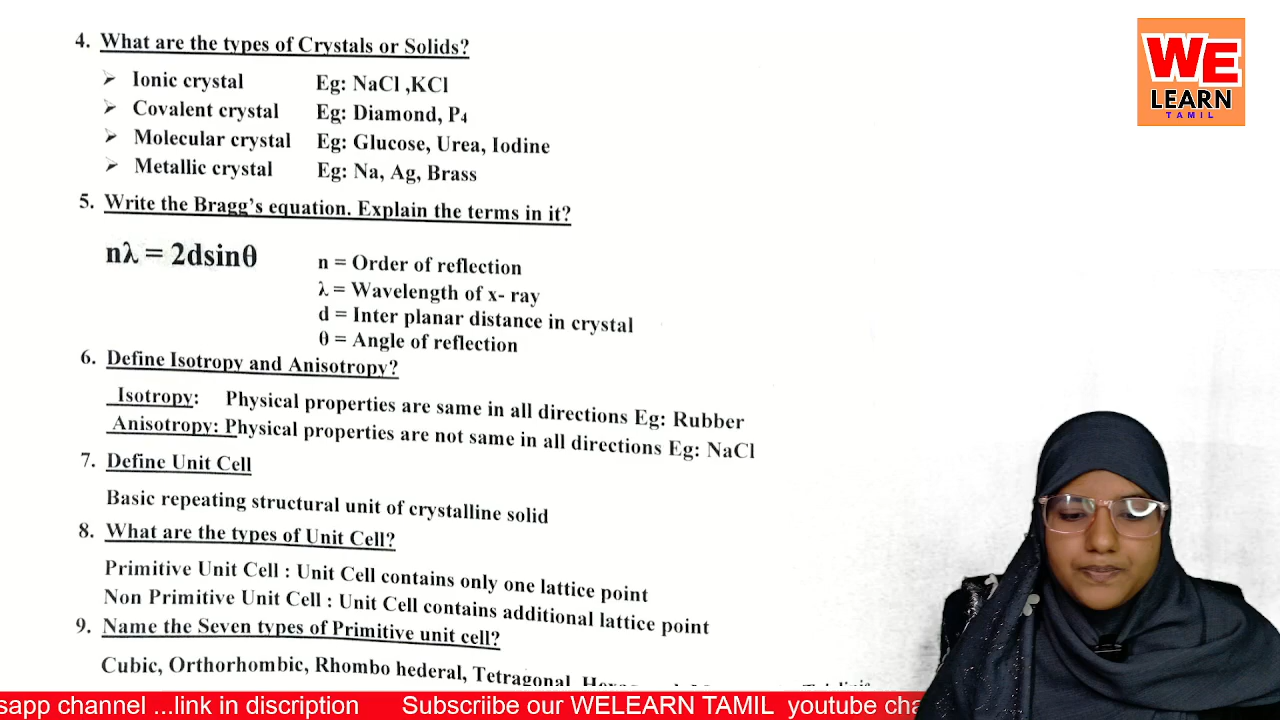 4. What are the types of Crystals or Solids?
➢ Ionic crystal Eg: NaCl ,KCl
➢ Covalent crystal Eg: Diamond, P₄
➢ Molecular crystal Eg: Glucose, Urea, Iodine
➢ Metallic crystal Eg: Na, Ag, Brass
5. Write the Bragg's equation. Explain the terms in it?
nλ = 2dsinθ
n = Order of reflection
λ = Wavelength of x- ray
d = Inter planar distance in crystal
θ = Angle of reflection
6. Define Isotropy and Anisotropy?
Isotropy: Physical properties are same in all directions Eg: Rubber
Anisotropy: Physical properties are not same in all directions Eg: NaCl
7. Define Unit Cell
Basic repeating structural unit of crystalline solid
8. What are the types of Unit Cell?
Primitive Unit Cell : Unit Cell contains only one lattice point
Non Primitive Unit Cell : Unit Cell contains additional lattice point
9. Name the Seven types of Primitive unit cell?
Cubic, Orthorhombic, Rhombo hederal, Tetragonal,
WE
LEARN
TAMIL
sapp channel ...link in discription Subscriibe our WELEARN TAMIL youtube cha